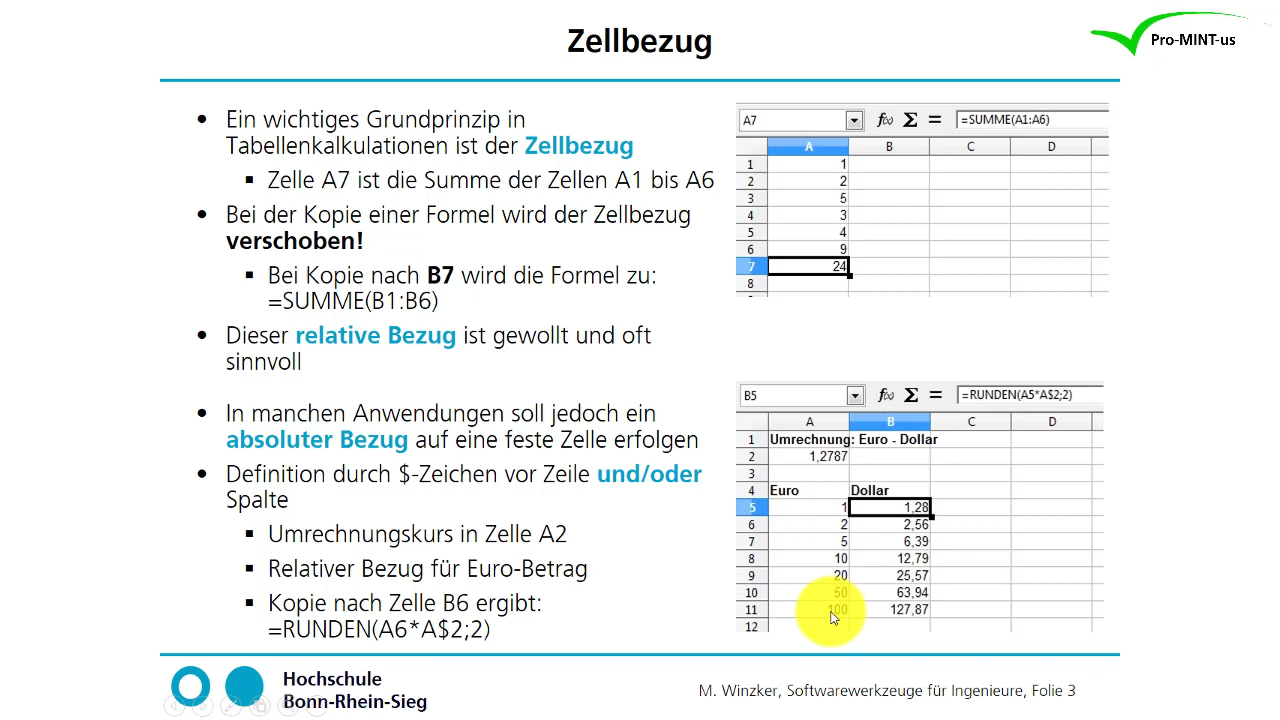 Zellbezug
Pro-MINT-us
• Ein wichtiges Grundprinzip in
Tabellenkalkulationen ist der Zellbezug
▪ Zelle A7 ist die Summe der Zellen A1 bis A6
• Bei der Kopie einer Formel wird der Zellbezug
verschoben!
▪ Bei Kopie nach B7 wird die Formel zu:
=SUMME(B1:B6)
• Dieser relative Bezug ist gewollt und oft
sinnvoll
• In manchen Anwendungen soll jedoch ein
absoluter Bezug auf eine feste Zelle erfolgen
• Definition durch $-Zeichen vor Zeile und/oder
Spalte
▪ Umrechnungskurs in Zelle A2
▪ Relativer Bezug für Euro-Betrag
▪ Kopie nach Zelle B6 ergibt:
=RUNDEN(A6*A$2;2)
A7 f(x) Σ = =SUMME(A1:A6)
A B C D
1 1
2 2
3 5
4 3
5 4
6 9
7 24
8
B5 f(x) Σ = =RUNDEN(A5*A$2;2)
A B C D
1 Umrechnung: Euro - Dollar
2 1,2787
3
4 Euro Dollar
5 1 1,28
6 2 2,56
7 5 6,39
8 10 12,79
9 20 25,57
10 50 63,94
11 100 127,87
12
Hochschule
Bonn-Rhein-Sieg
M. Winzker, Softwarewerkzeuge für Ingenieure, Folie 3